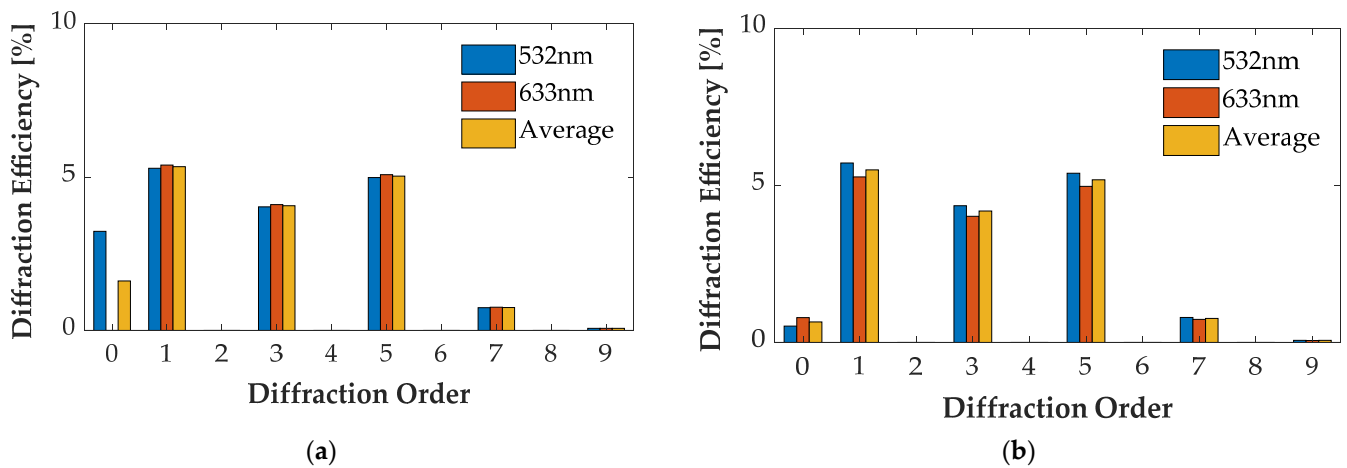 10
5
0
Diffraction Efficiency [%]
532nm
633nm
Average
0 1 2 3 4 5 6 7 8 9
Diffraction Order
(a)
10
5
0
Diffraction Efficiency [%]
532nm
633nm
Average
0 1 2 3 4 5 6 7 8 9
Diffraction Order
(b)